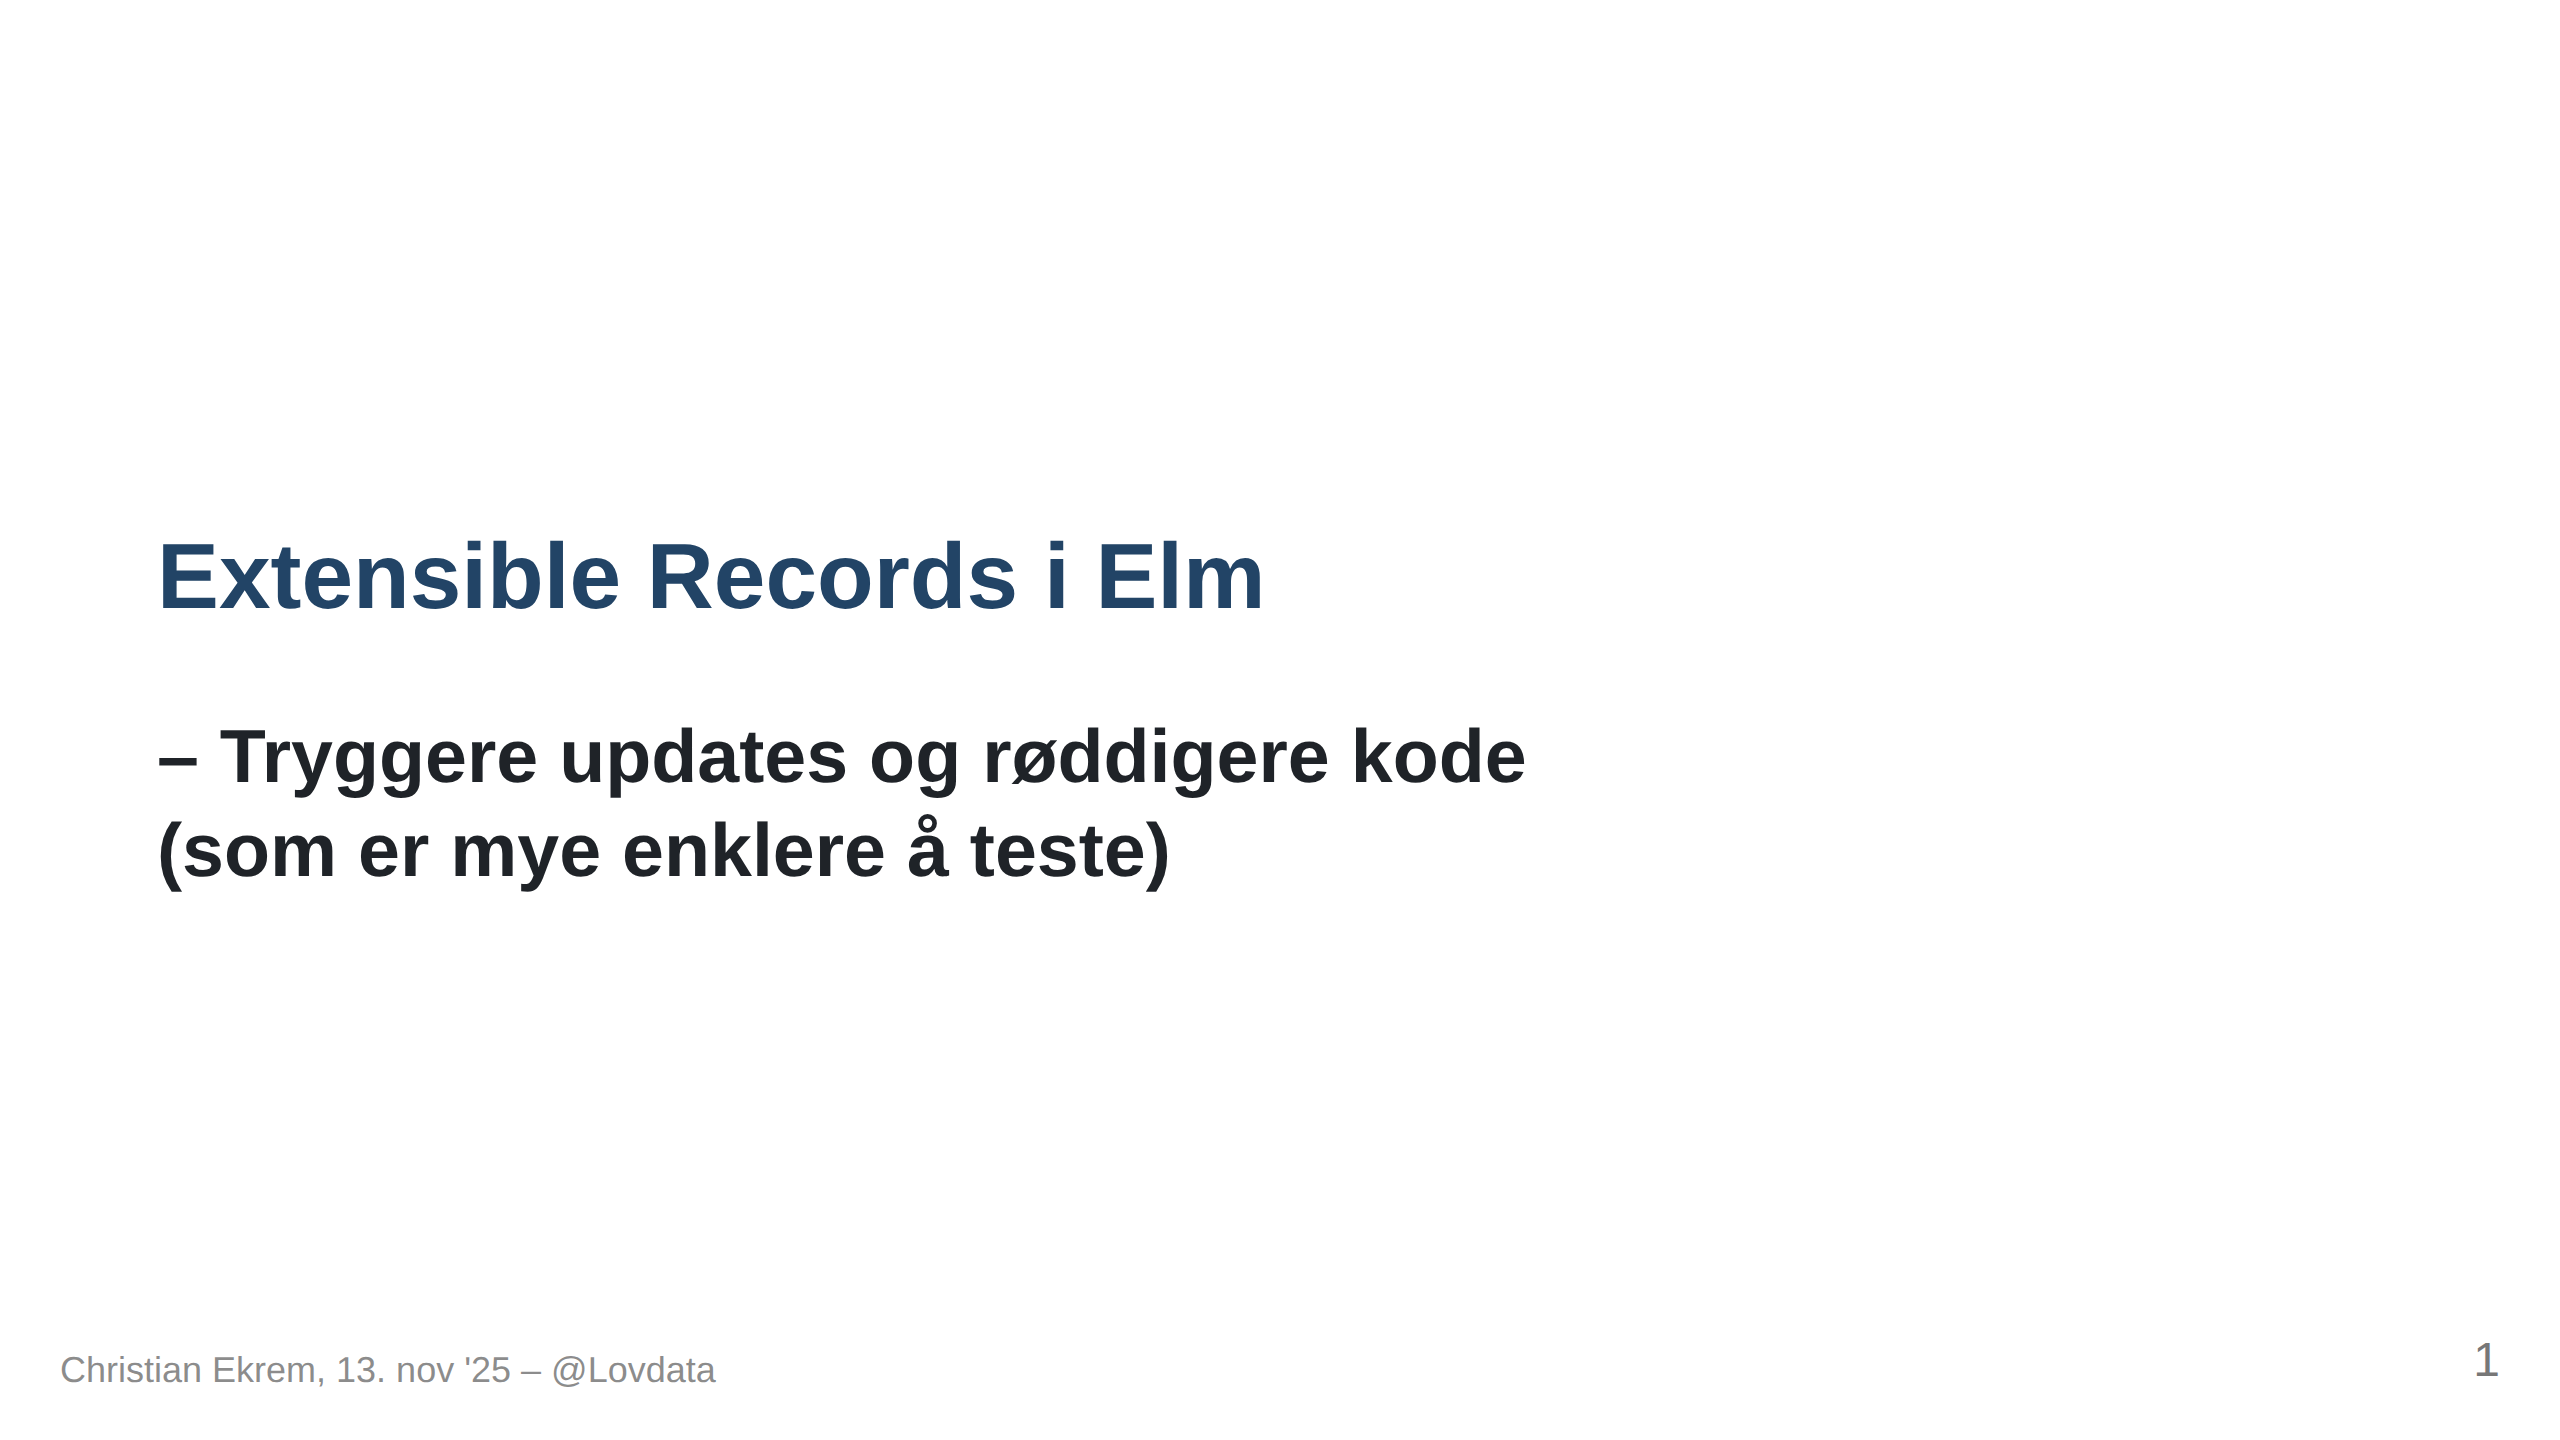 Extensible Records i Elm
– Tryggere updates og røddigere kode
(som er mye enklere å teste)
Christian Ekrem, 13. nov '25 – @Lovdata
1